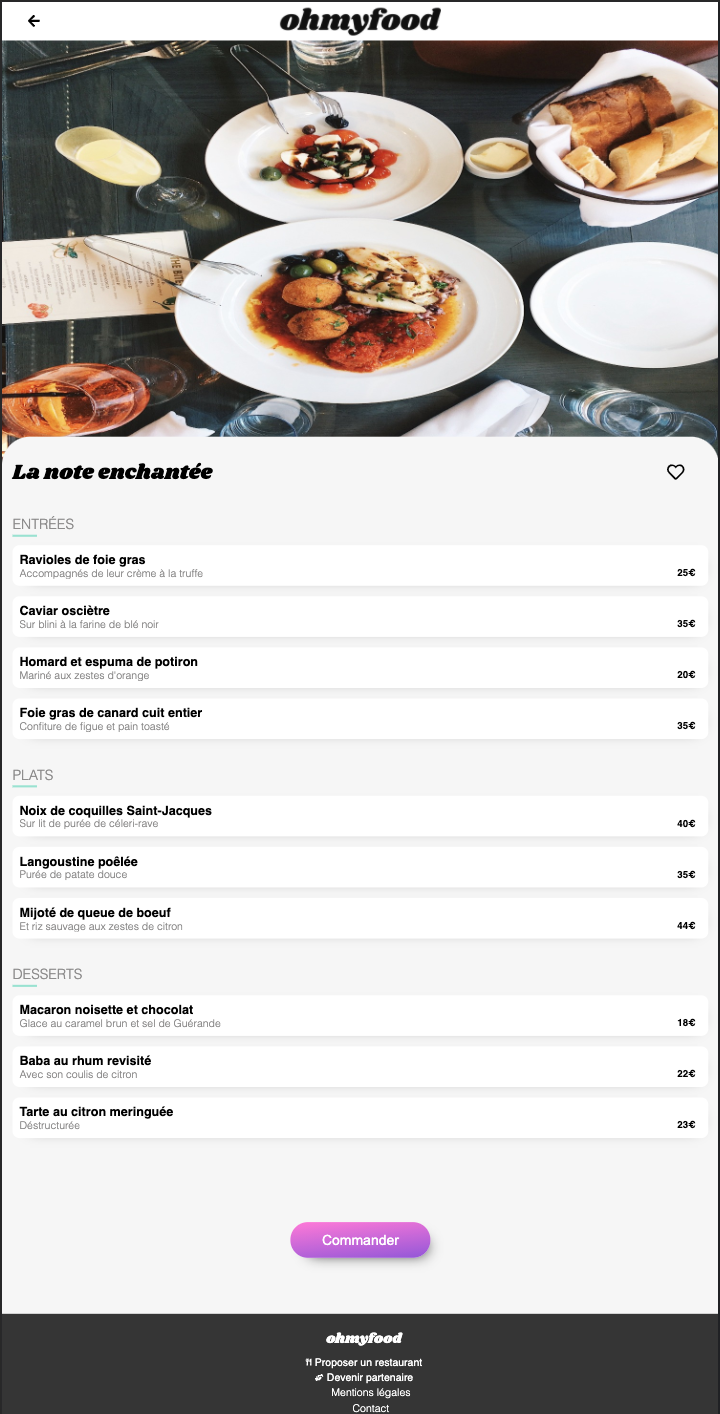 ohmyfood
THE BITE
La note enchantée
ENTRÉES
Ravioles de foie gras
Accompagnés de leur crème à la truffe
25€
Caviar osciètre
Sur blini à la farine de blé noir
35€
Homard et espuma de potiron
Mariné aux zestes d'orange
20€
Foie gras de canard cuit entier
Confiture de figue et pain toasté
35€
PLATS
Noix de coquilles Saint-Jacques
Sur lit de purée de céleri-rave
40€
Langoustine poêlée
Purée de patate douce
35€
Mijoté de queue de boeuf
Et riz sauvage aux zestes de citron
44€
DESSERTS
Macaron noisette et chocolat
Glace au caramel brun et sel de Guérande
18€
Baba au rhum revisité
Avec son coulis de citron
22€
Tarte au citron meringuée
Déstructurée
23€
Commander
ohmyfood
Proposer un restaurant
Devenir partenaire
Mentions légales
Contact